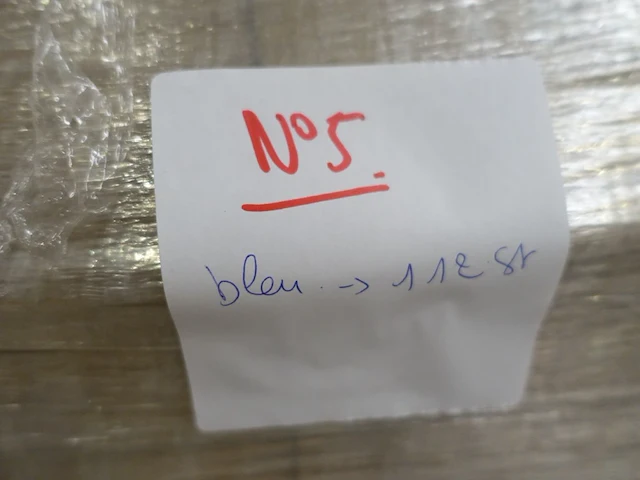 N°5.
bleu. → 112 St